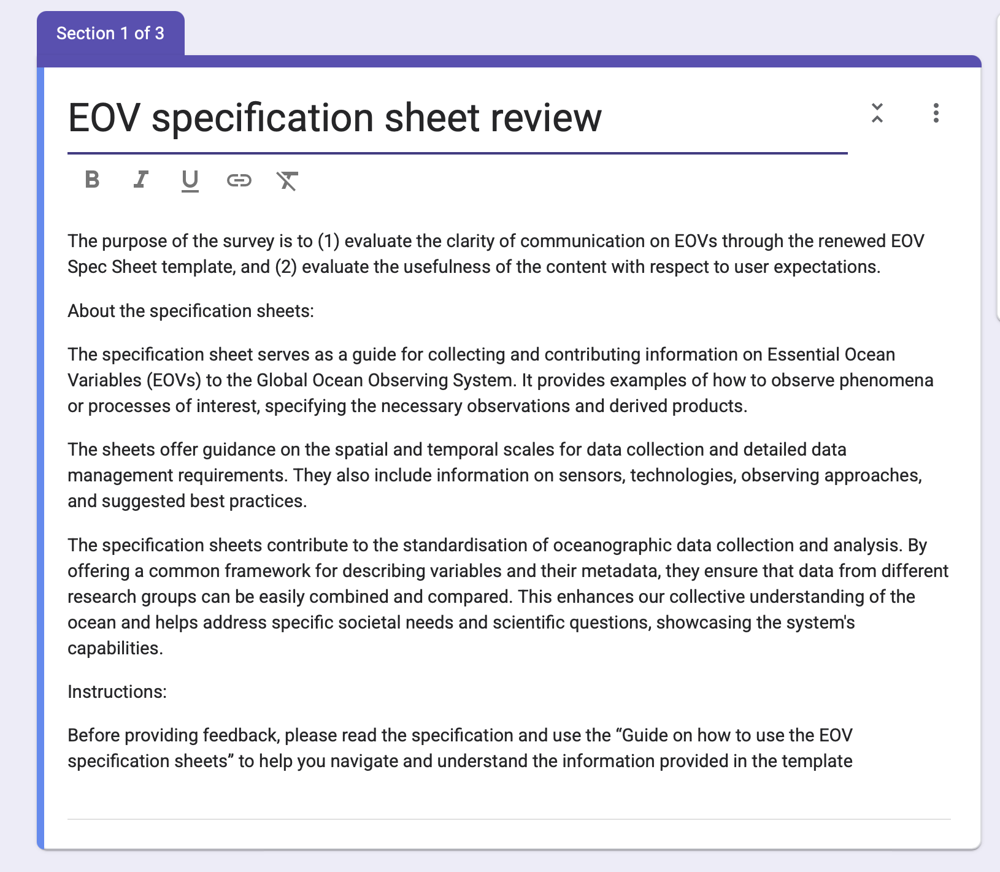 Section 1 of 3
EOV specification sheet review
B I U
The purpose of the survey is to (1) evaluate the clarity of communication on EOVs through the renewed EOV
Spec Sheet template, and (2) evaluate the usefulness of the content with respect to user expectations.
About the specification sheets:
The specification sheet serves as a guide for collecting and contributing information on Essential Ocean
Variables (EOVs) to the Global Ocean Observing System. It provides examples of how to observe phenomena
or processes of interest, specifying the necessary observations and derived products.
The sheets offer guidance on the spatial and temporal scales for data collection and detailed data
management requirements. They also include information on sensors, technologies, observing approaches,
and suggested best practices.
The specification sheets contribute to the standardisation of oceanographic data collection and analysis. By
offering a common framework for describing variables and their metadata, they ensure that data from different
research groups can be easily combined and compared. This enhances our collective understanding of the
ocean and helps address specific societal needs and scientific questions, showcasing the system's
capabilities.
Instructions:
Before providing feedback, please read the specification and use the “Guide on how to use the EOV
specification sheets” to help you navigate and understand the information provided in the template